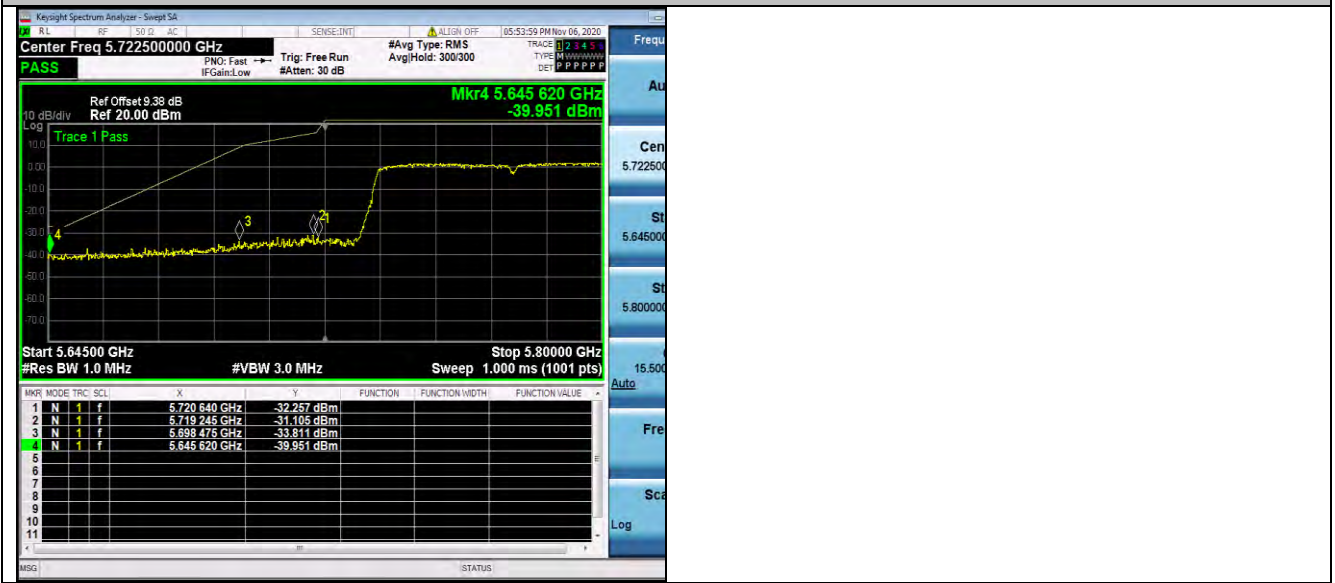 Keysight Spectrum Analyzer - Swept SA
RL RF 50 Ω AC SENSE:INT ALIGN OFF 05:53:59 PM Nov 06, 2020
Center Freq 5.722500000 GHz
PASS
PNO: Fast
IFGain:Low
Trig: Free Run
#Atten: 30 dB
#Avg Type: RMS
Avg|Hold: 300/300
TRACE 1 2 3 4 5 6
TYPE M WWWWW
DET P P P P P P
Ref Offset 9.38 dB
10 dB/div Ref 20.00 dBm
Log
Mkr4 5.645 620 GHz
-39.951 dBm
Trace 1 Pass
10.0
0.00
-10.0
-20.0
-30.0
-40.0
-50.0
-60.0
-70.0
4
3
2
1
Start 5.64500 GHz Stop 5.80000 GHz
#Res BW 1.0 MHz #VBW 3.0 MHz Sweep 1.000 ms (1001 pts)
MKR MODE TRC SCL X Y FUNCTION FUNCTION WIDTH FUNCTION VALUE
1 N 1 f 5.720 640 GHz -32.257 dBm
2 N 1 f 5.719 245 GHz -31.105 dBm
3 N 1 f 5.698 475 GHz -33.811 dBm
4 N 1 f 5.645 620 GHz -39.951 dBm
5
6
7
8
9
10
11
MSG STATUS
Frequ
Au
Cen
5.722500
St
5.645000
St
5.800000
15.500
Auto
Fre
Sca
Log